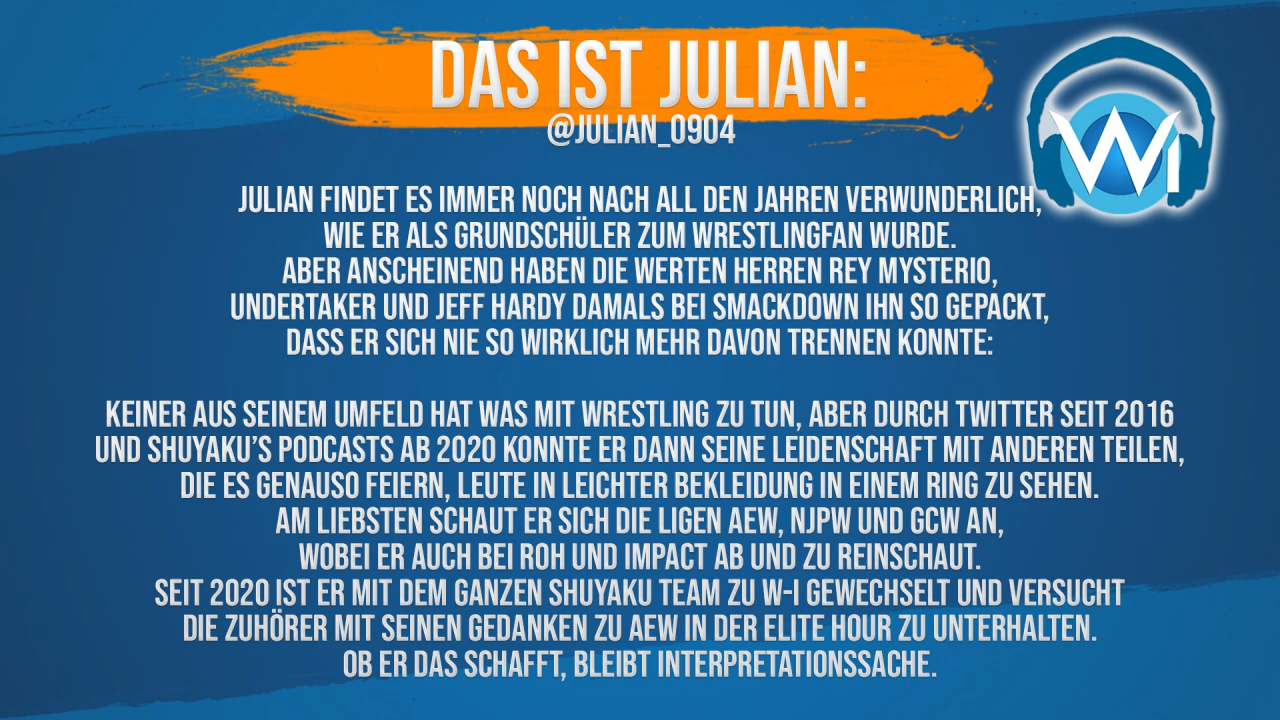 DAS IST JULIAN:
@JULIAN_0904
WI
JULIAN FINDET ES IMMER NOCH NACH ALL DEN JAHREN VERWUNDERLICH,
WIE ER ALS GRUNDSCHÜLER ZUM WRESTLINGFAN WURDE.
ABER ANSCHEINEND HABEN DIE WERTEN HERREN REY MYSTERIO,
UNDERTAKER UND JEFF HARDY DAMALS BEI SMACKDOWN IHN SO GEPACKT,
DASS ER SICH NIE SO WIRKLICH MEHR DAVON TRENNEN KONNTE:
KEINER AUS SEINEM UMFELD HAT WAS MIT WRESTLING ZU TUN, ABER DURCH TWITTER SEIT 2016
UND SHUYAKU'S PODCASTS AB 2020 KONNTE ER DANN SEINE LEIDENSCHAFT MIT ANDEREN TEILEN,
DIE ES GENAUSO FEIERN, LEUTE IN LEICHTER BEKLEIDUNG IN EINEM RING ZU SEHEN.
AM LIEBSTEN SCHAUT ER SICH DIE LIGEN AEW, NJPW UND GCW AN,
WOBEI ER AUCH BEI ROH UND IMPACT AB UND ZU REINSCHAUT.
SEIT 2020 IST ER MIT DEM GANZEN SHUYAKU TEAM ZU W-I GEWECHSELT UND VERSUCHT
DIE ZUHÖRER MIT SEINEN GEDANKEN ZU AEW IN DER ELITE HOUR ZU UNTERHALTEN.
OB ER DAS SCHAFFT, BLEIBT INTERPRETATIONSSACHE.